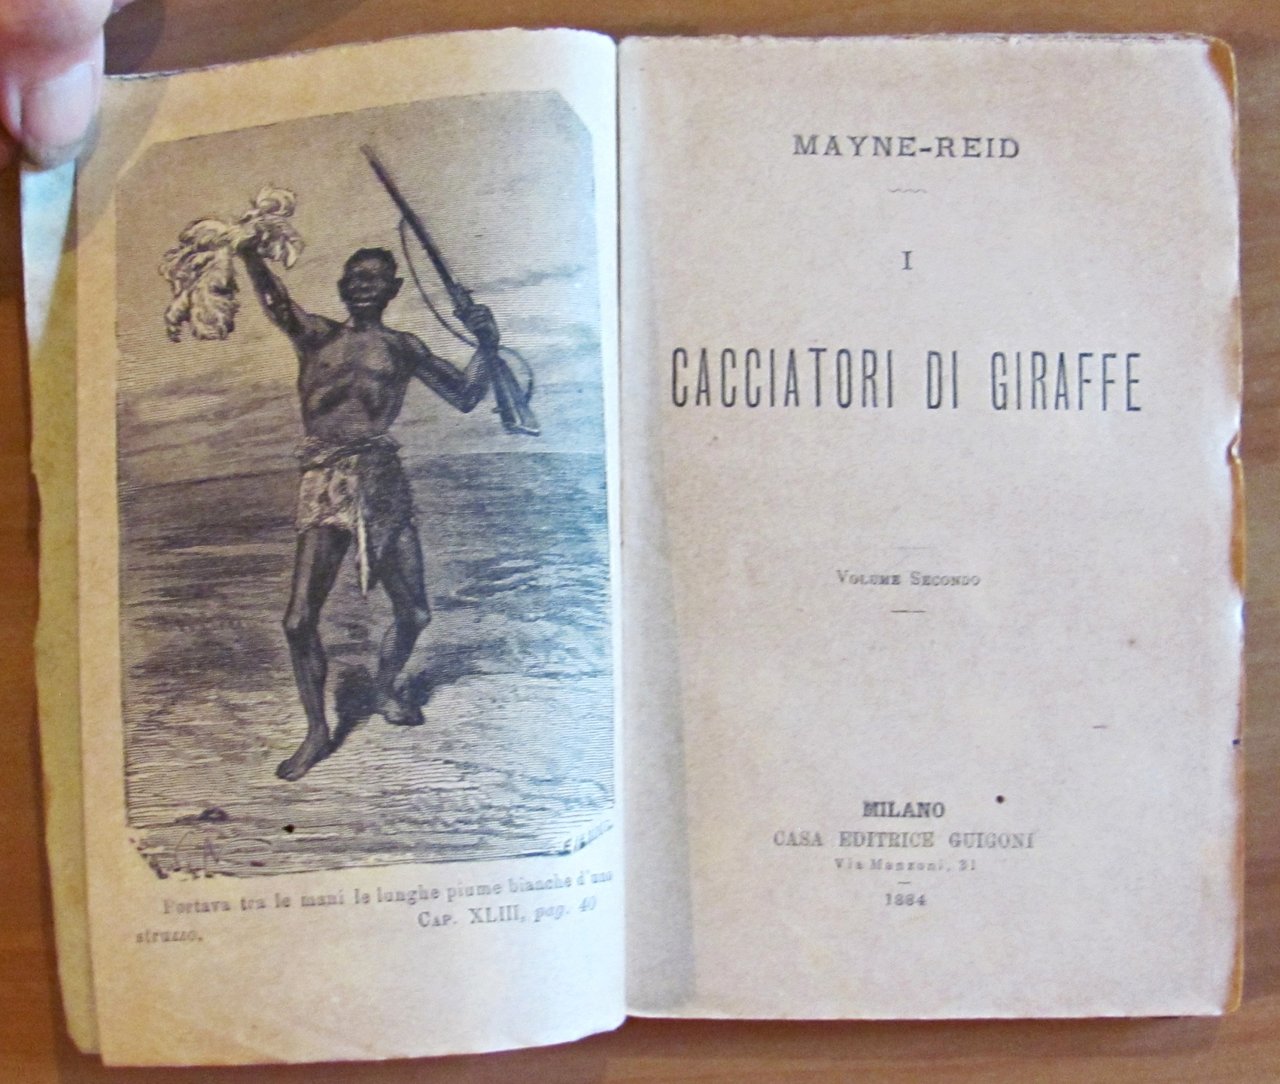 Portava tra le mani le lunghe piume bianche d'uno
struzzo.
CAP. XLIII, pag. 40
MAYNE-REID
I
CACCIATORI DI GIRAFFE
VOLUME SECONDO
MILANO
CASA EDITRICE GUIGONI
Via Manzoni, 31
1884